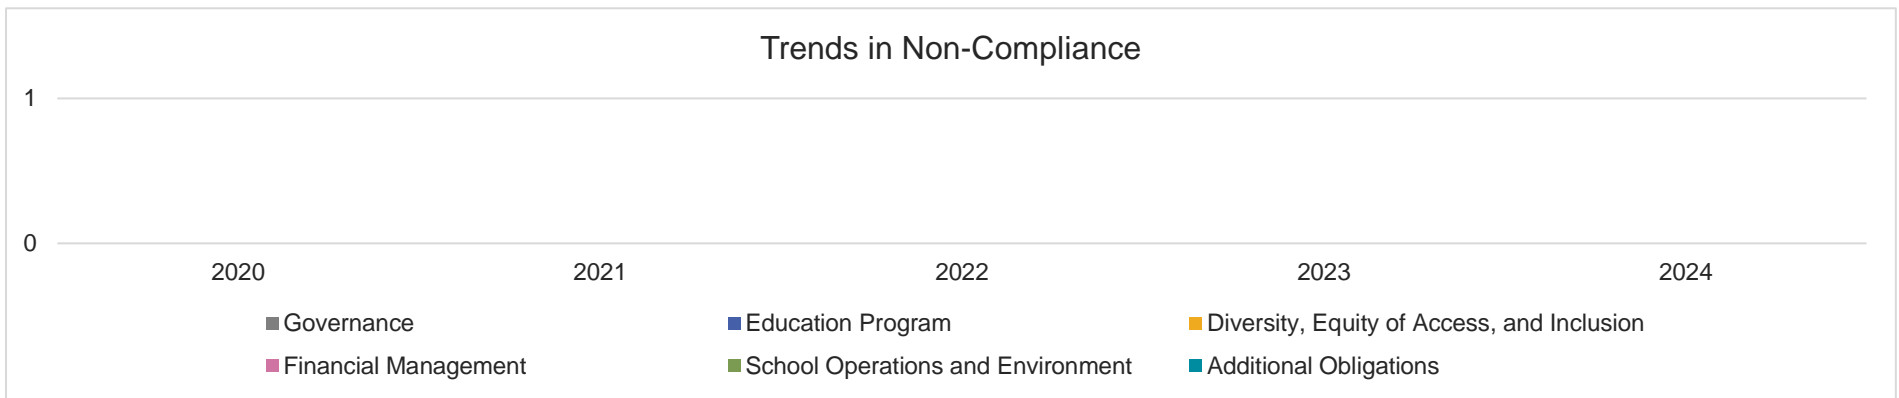 Trends in Non-Compliance
1
0
2020 2021 2022 2023 2024
Governance Education Program Diversity, Equity of Access, and Inclusion
Financial Management School Operations and Environment Additional Obligations